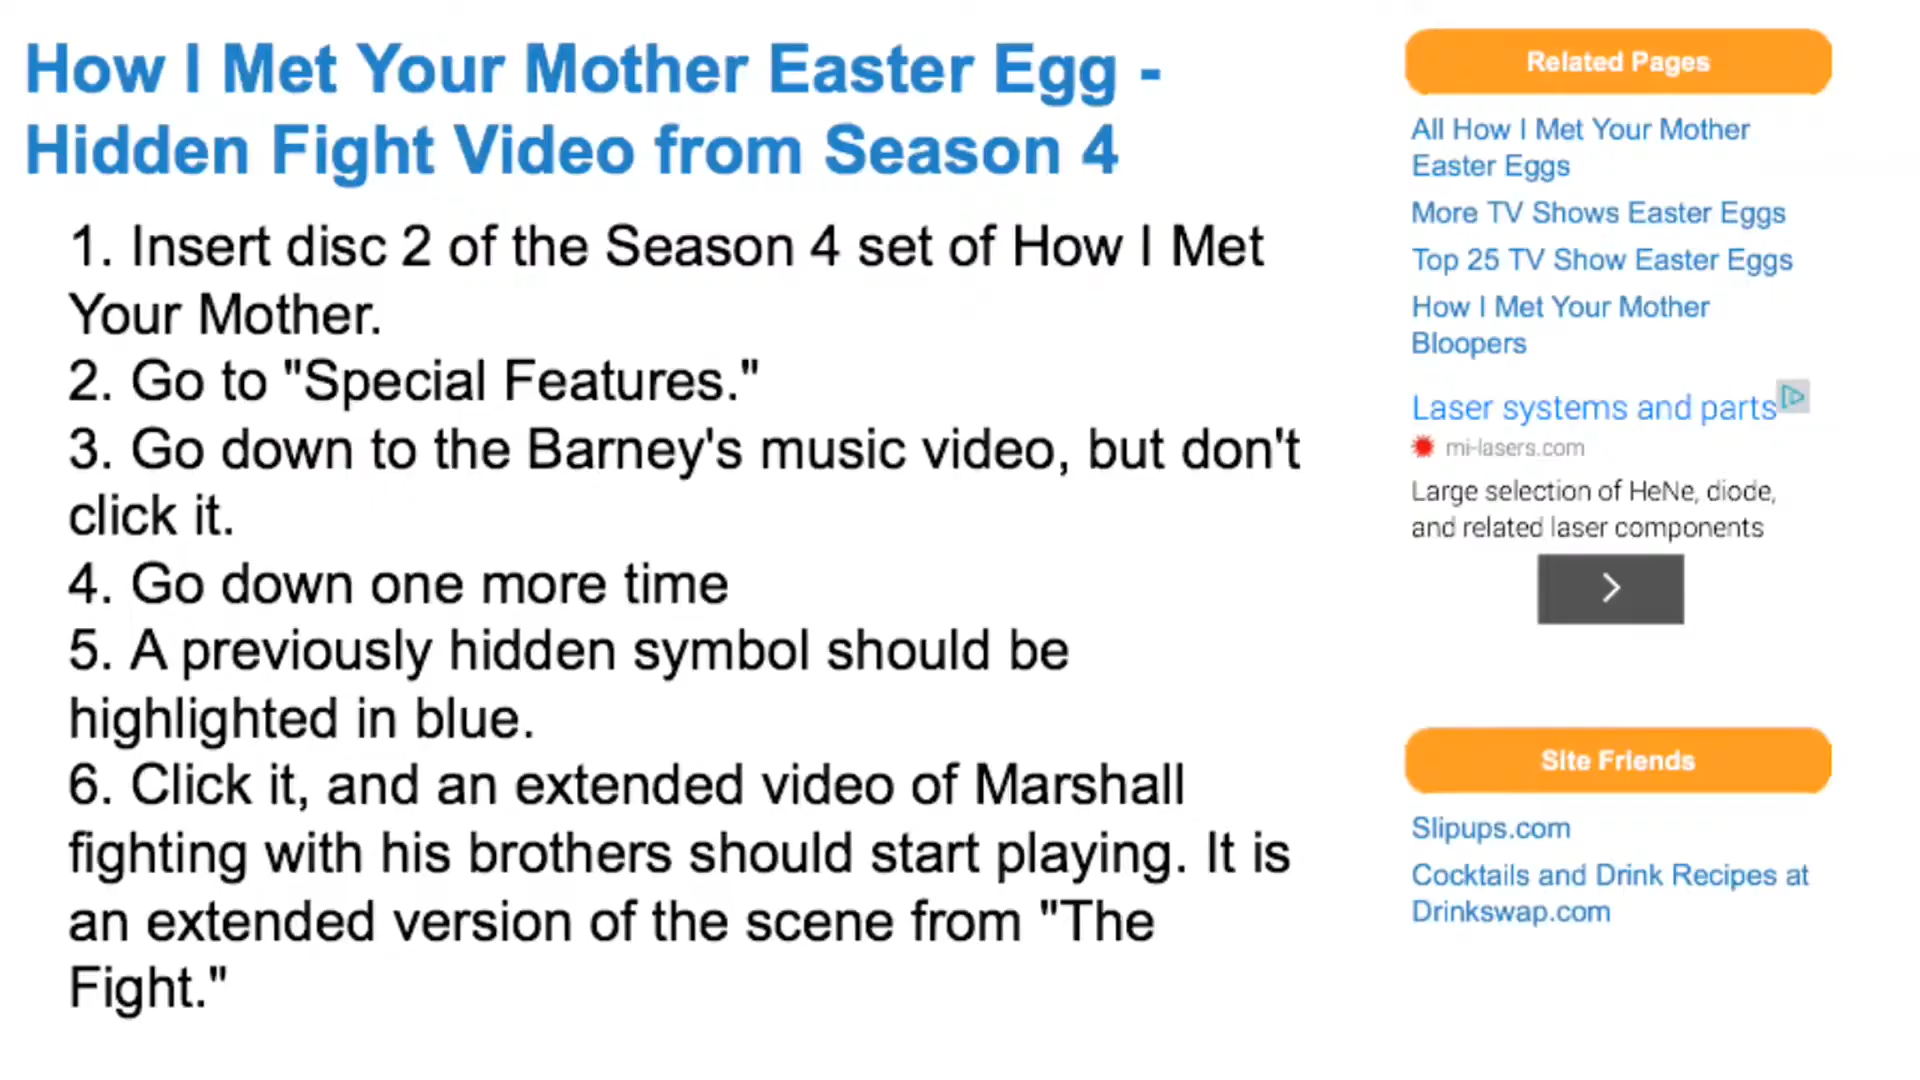 How I Met Your Mother Easter Egg -
Hidden Fight Video from Season 4
1. Insert disc 2 of the Season 4 set of How I Met
Your Mother.
2. Go to "Special Features."
3. Go down to the Barney's music video, but don't
click it.
4. Go down one more time
5. A previously hidden symbol should be
highlighted in blue.
6. Click it, and an extended video of Marshall
fighting with his brothers should start playing. It is
an extended version of the scene from "The
Fight."
Related Pages
All How I Met Your Mother
Easter Eggs
More TV Shows Easter Eggs
Top 25 TV Show Easter Eggs
How I Met Your Mother
Bloopers
Laser systems and parts
mi-lasers.com
Large selection of HeNe, diode,
and related laser components
Site Friends
Slipups.com
Cocktails and Drink Recipes at
Drinkswap.com